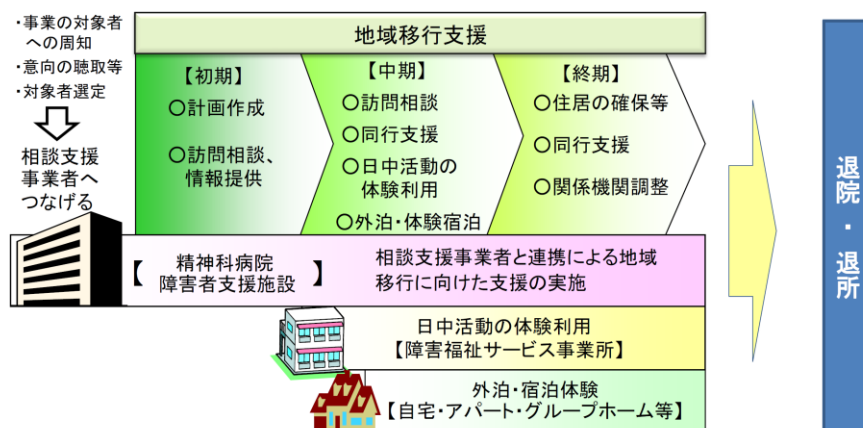 ・事業の対象者
への周知
・意向の聴取等
・対象者選定
相談支援
事業者へ
つなげる
地域移行支援
【初期】
○計画作成
○訪問相談、
情報提供
【中期】
○訪問相談
○同行支援
○日中活動の
体験利用
○外泊・体験宿泊
【終期】
○住居の確保等
○同行支援
○関係機関調整
【 精神科病院
障害者支援施設 】
相談支援事業者と連携による地域
移行に向けた支援の実施
日中活動の体験利用
【障害福祉サービス事業所】
外泊・宿泊体験
【自宅・アパート・グループホーム等】
退院・退所